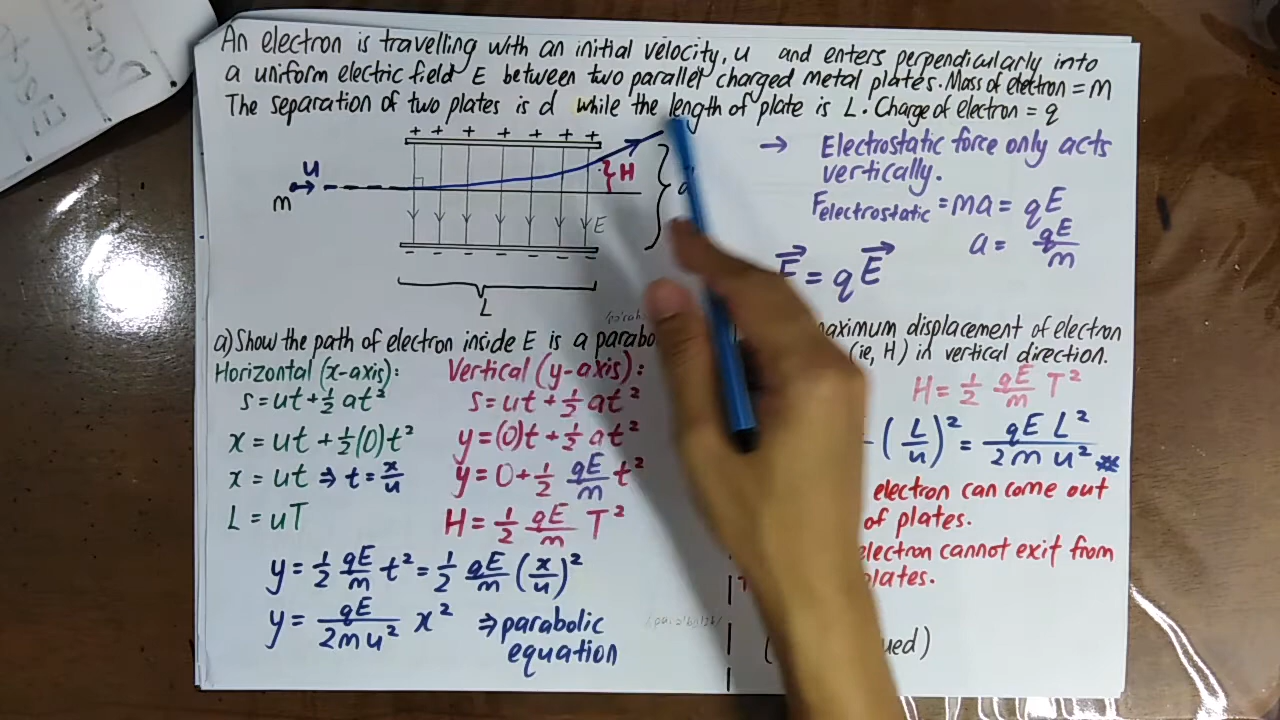 An electron is travelling with an initial velocity, u and enters perpendicularly into
a uniform electric field E between two parallel charged metal plates. Mass of electron = m
The separation of two plates is d while the length of plate is L. Charge of electron = q
+ + + + + + +
u
m
H
d
E
- - - - - - -
L
→ Electrostatic force only acts
vertically.
Felectrostatic = ma = qE
a = qE/m
F⃗ = qE⃗
a) Show the path of electron inside E is a parabo
Horizontal (x-axis):
s = ut + ½ at²
x = ut + ½(0)t²
x = ut ⇒ t = x/u
L = uT
Vertical (y-axis):
s = ut + ½ at²
y = (0)t + ½ at²
y = 0 + ½ qE/m t²
H = ½ qE/m T²
y = ½ qE/m t² = ½ qE/m (x/u)²
y = qE/2mu² x² ⇒ parabolic
equation
maximum displacement of electron
(ie, H) in vertical direction.
H = ½ qE/m T²
(L/u)² = qEL²/2mu²
electron can come out
of plates.
electron cannot exit from
plates.